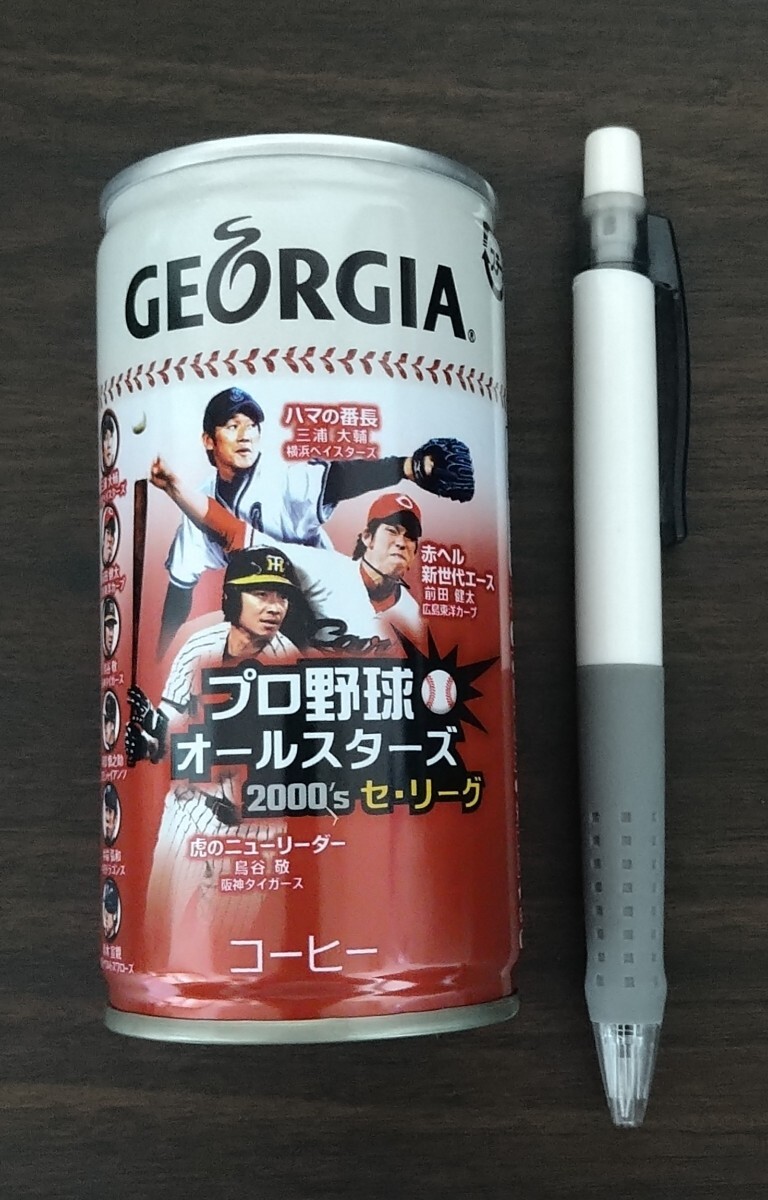 GEORGIA®
ハマの番長
三浦 大輔
横浜ベイスターズ
赤ヘル
新世代エース
前田 健太
広島東洋カープ
プロ野球
オールスターズ
2000's セ・リーグ
虎のニューリーダー
鳥谷 敬
阪神タイガース
コーヒー